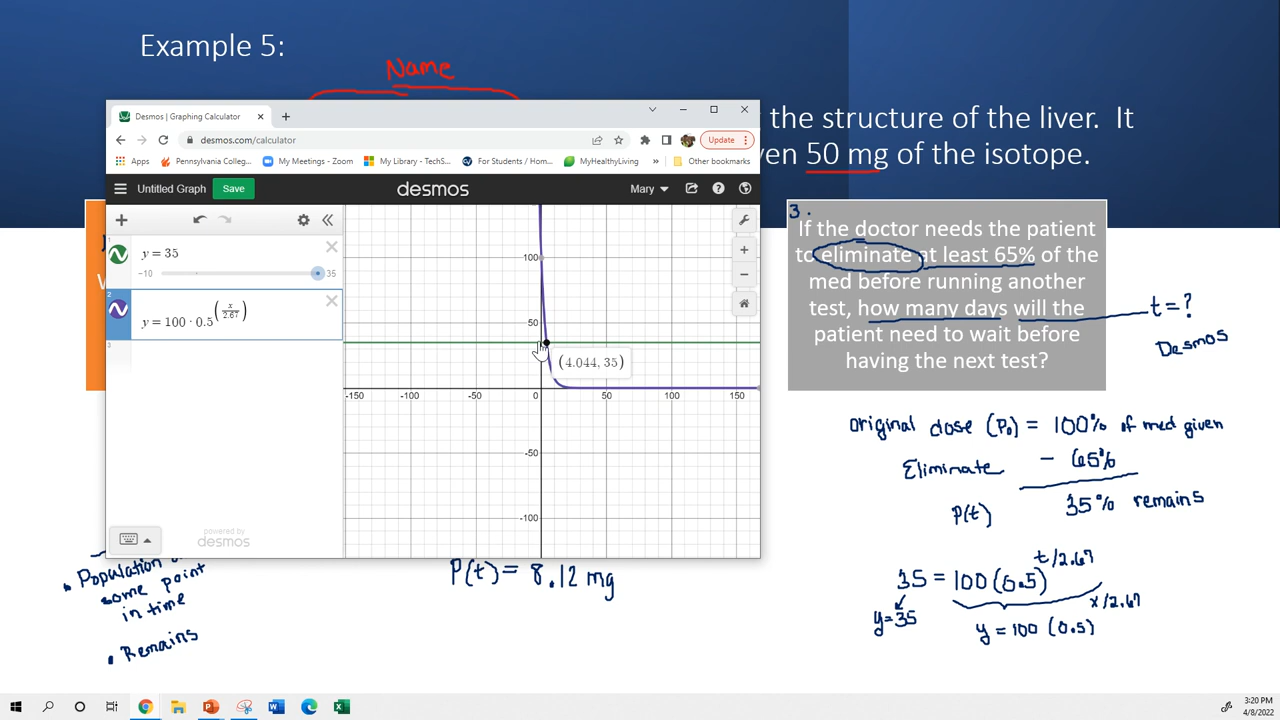 Example 5:
Name
the structure of the liver. It
en 50 mg of the isotope.
Desmos | Graphing Calculator
desmos.com/calculator
Update
Apps
Pennsylvania Colleg...
My Meetings - Zoom
My Library - TechS...
For Students / Hom...
MyHealthyLiving
»
Other bookmarks
Untitled Graph
Save
desmos
Mary
1
y = 35
-10
35
2
y = 100 · 0.5^(x/2.67)
3
100
50
-50
-100
-150
-100
-50
0
50
100
150
(4.044, 35)
powered by
desmos
3.
If the doctor needs the patient
to eliminate at least 65% of the
med before running another
test, how many days will the
patient need to wait before
having the next test?
t = ?
Desmos
original dose (P₀) = 100% of med given
Eliminate - 65%
P(t) 35% remains
35 = 100(0.5)^t/2.67
y = 35
y = 100 (0.5)^x/2.67
P(t) = 8.12 mg
• Population
some point
in time
• Remains
3:20 PM
4/8/2022